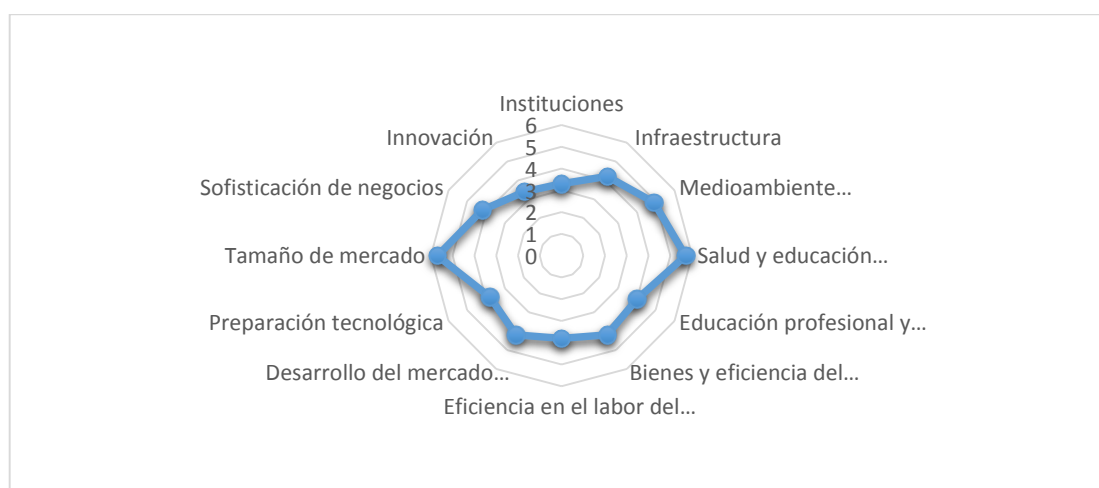 Instituciones
Infraestructura
Medioambiente...
Salud y educación...
Educación profesional y...
Bienes y eficiencia del...
Eficiencia en el labor del...
Desarrollo del mercado...
Preparación tecnológica
Tamaño de mercado
Sofisticación de negocios
Innovación
6
5
4
3
2
1
0